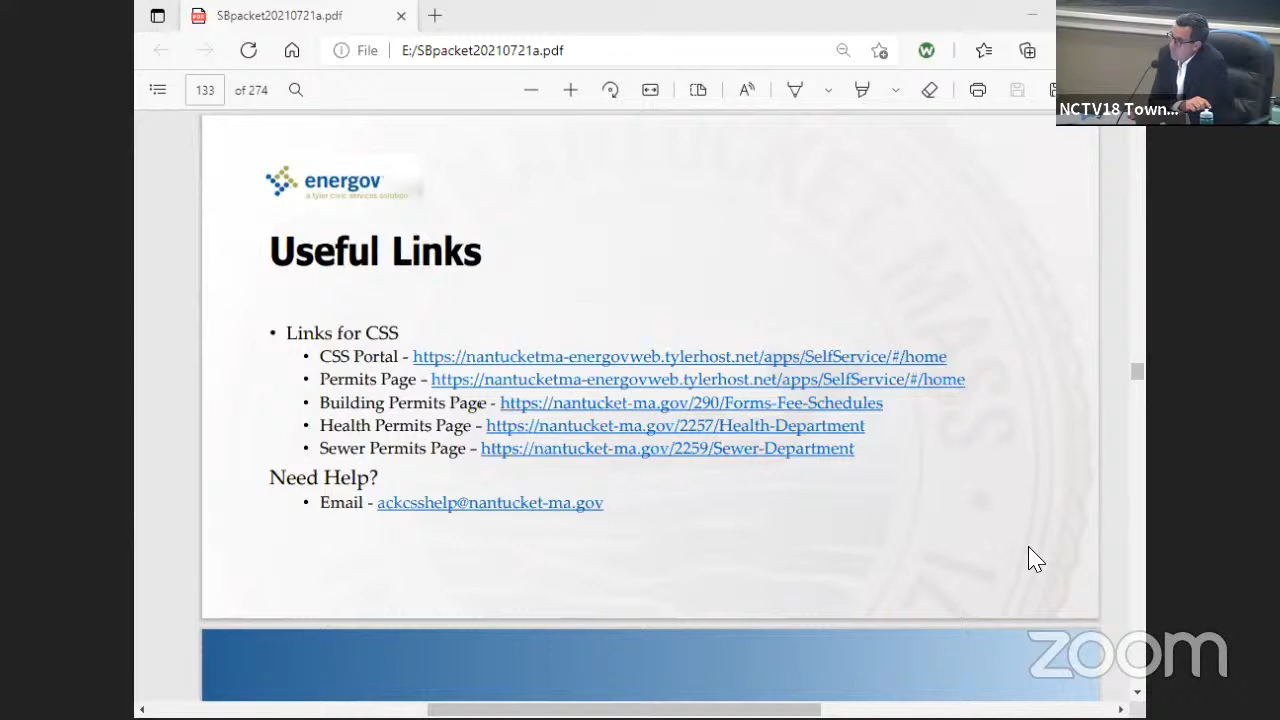 SBpacket20210721a.pdf
File E:/SBpacket20210721a.pdf
133 of 274
NCTV18 Town...
energov
a tyler civic services solution
Useful Links
• Links for CSS
• CSS Portal - https://nantucketma-energovweb.tylerhost.net/apps/SelfService/#/home
• Permits Page – https://nantucketma-energovweb.tylerhost.net/apps/SelfService/#/home
• Building Permits Page - https://nantucket-ma.gov/290/Forms-Fee-Schedules
• Health Permits Page – https://nantucket-ma.gov/2257/Health-Department
• Sewer Permits Page – https://nantucket-ma.gov/2259/Sewer-Department
Need Help?
• Email - ackcsshelp@nantucket-ma.gov
MASS
zoom